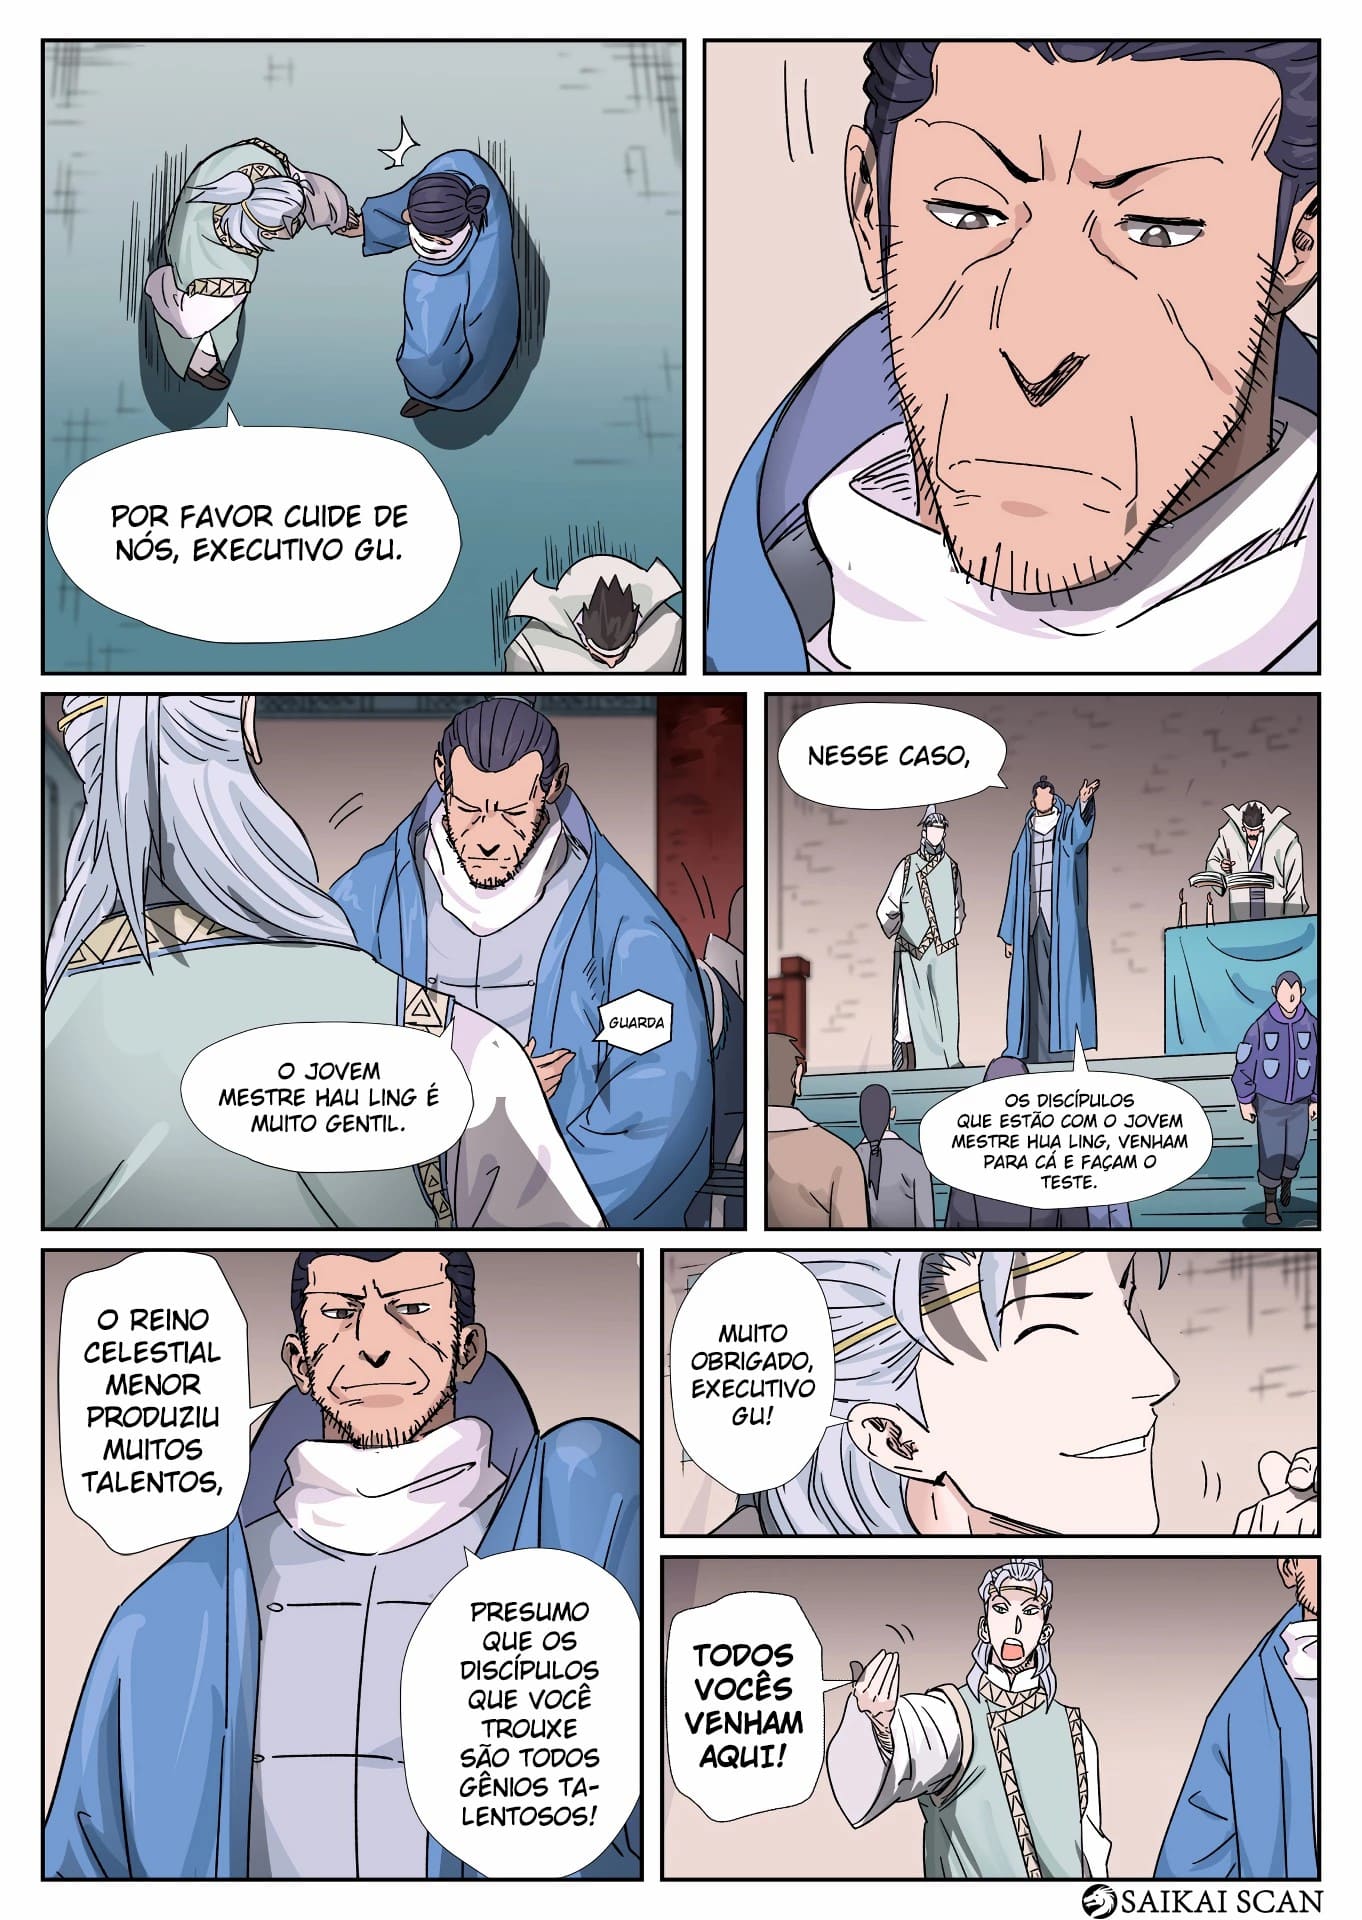 POR FAVOR CUIDE DE
NÓS, EXECUTIVO GU.
O JOVEM
MESTRE HAU LING É
MUITO GENTIL.
GUARDA
NESSE CASO,
OS DISCÍPULOS
QUE ESTÃO COM O JOVEM
MESTRE HUA LING, VENHAM
PARA CÁ E FAÇAM O
TESTE.
O REINO
CELESTIAL
MENOR
PRODUZIU
MUITOS
TALENTOS,
PRESUMO
QUE OS
DISCÍPULOS
QUE VOCÊ
TROUXE
SÃO TODOS
GÊNIOS TA-
LENTOSOS!
MUITO
OBRIGADO,
EXECUTIVO
GU!
TODOS
VOCÊS
VENHAM
AQUI!
SAIKAI SCAN